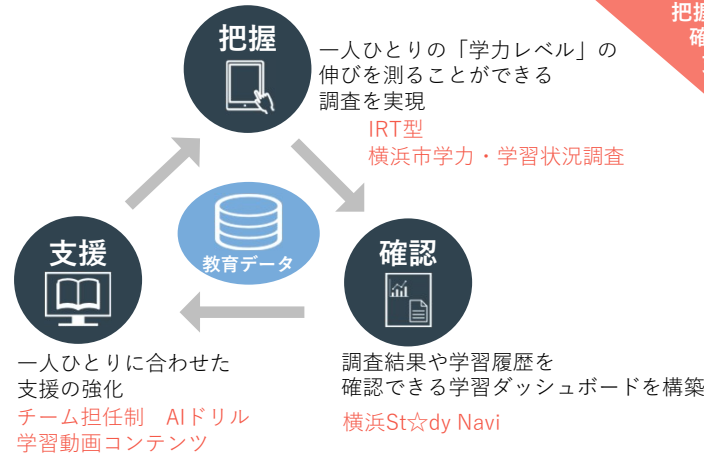 把握
確
把握
一人ひとりの「学力レベル」の
伸びを測ることができる
調査を実現
IRT型
横浜市学力・学習状況調査
教育データ
支援
一人ひとりに合わせた
支援の強化
チーム担任制　AIドリル
学習動画コンテンツ
確認
調査結果や学習履歴を
確認できる学習ダッシュボードを構築
横浜St☆dy Navi